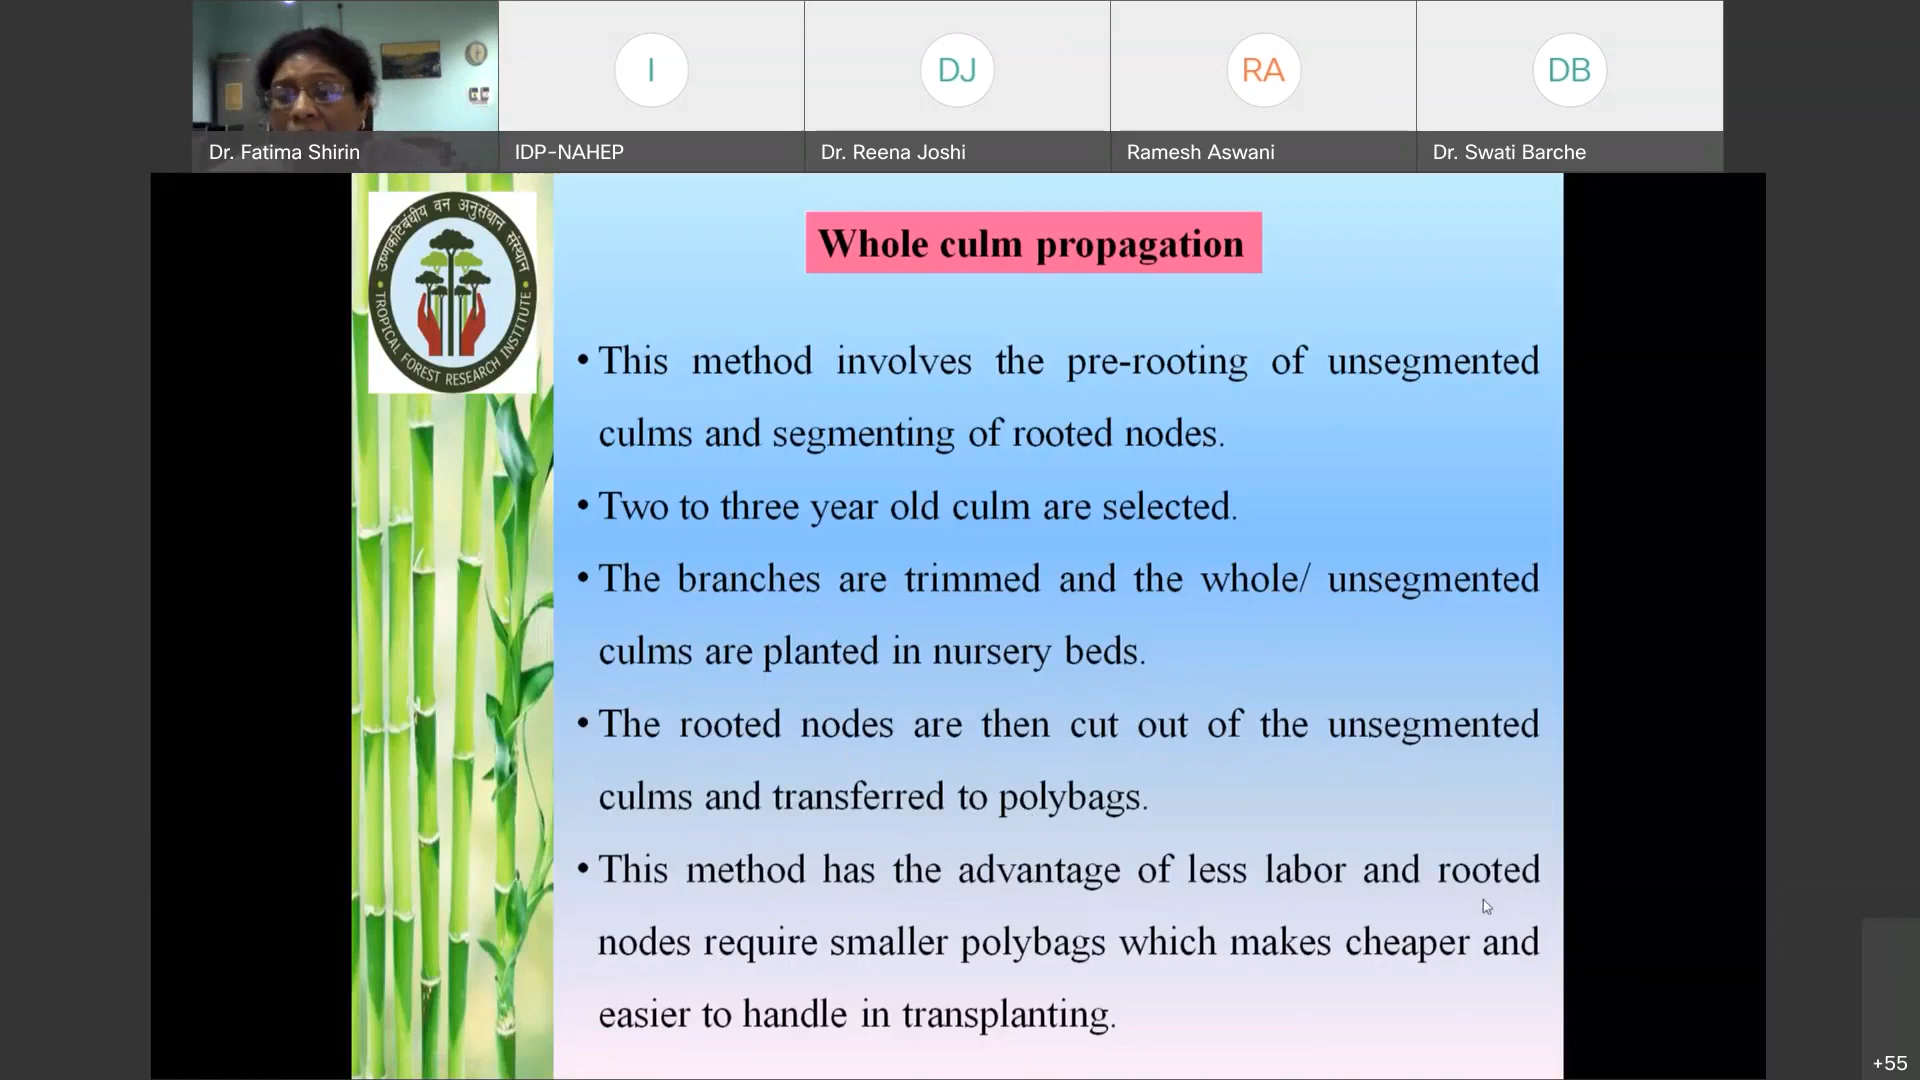 I
DJ
RA
DB
Dr. Fatima Shirin
IDP-NAHEP
Dr. Reena Joshi
Ramesh Aswani
Dr. Swati Barche
उष्णकटिबंधीय वन अनुसंधान संस्थान
TROPICAL FOREST RESEARCH INSTITUTE
Whole culm propagation
• This method involves the pre-rooting of unsegmented
culms and segmenting of rooted nodes.
• Two to three year old culm are selected.
• The branches are trimmed and the whole/ unsegmented
culms are planted in nursery beds.
• The rooted nodes are then cut out of the unsegmented
culms and transferred to polybags.
• This method has the advantage of less labor and rooted
nodes require smaller polybags which makes cheaper and
easier to handle in transplanting.
+55